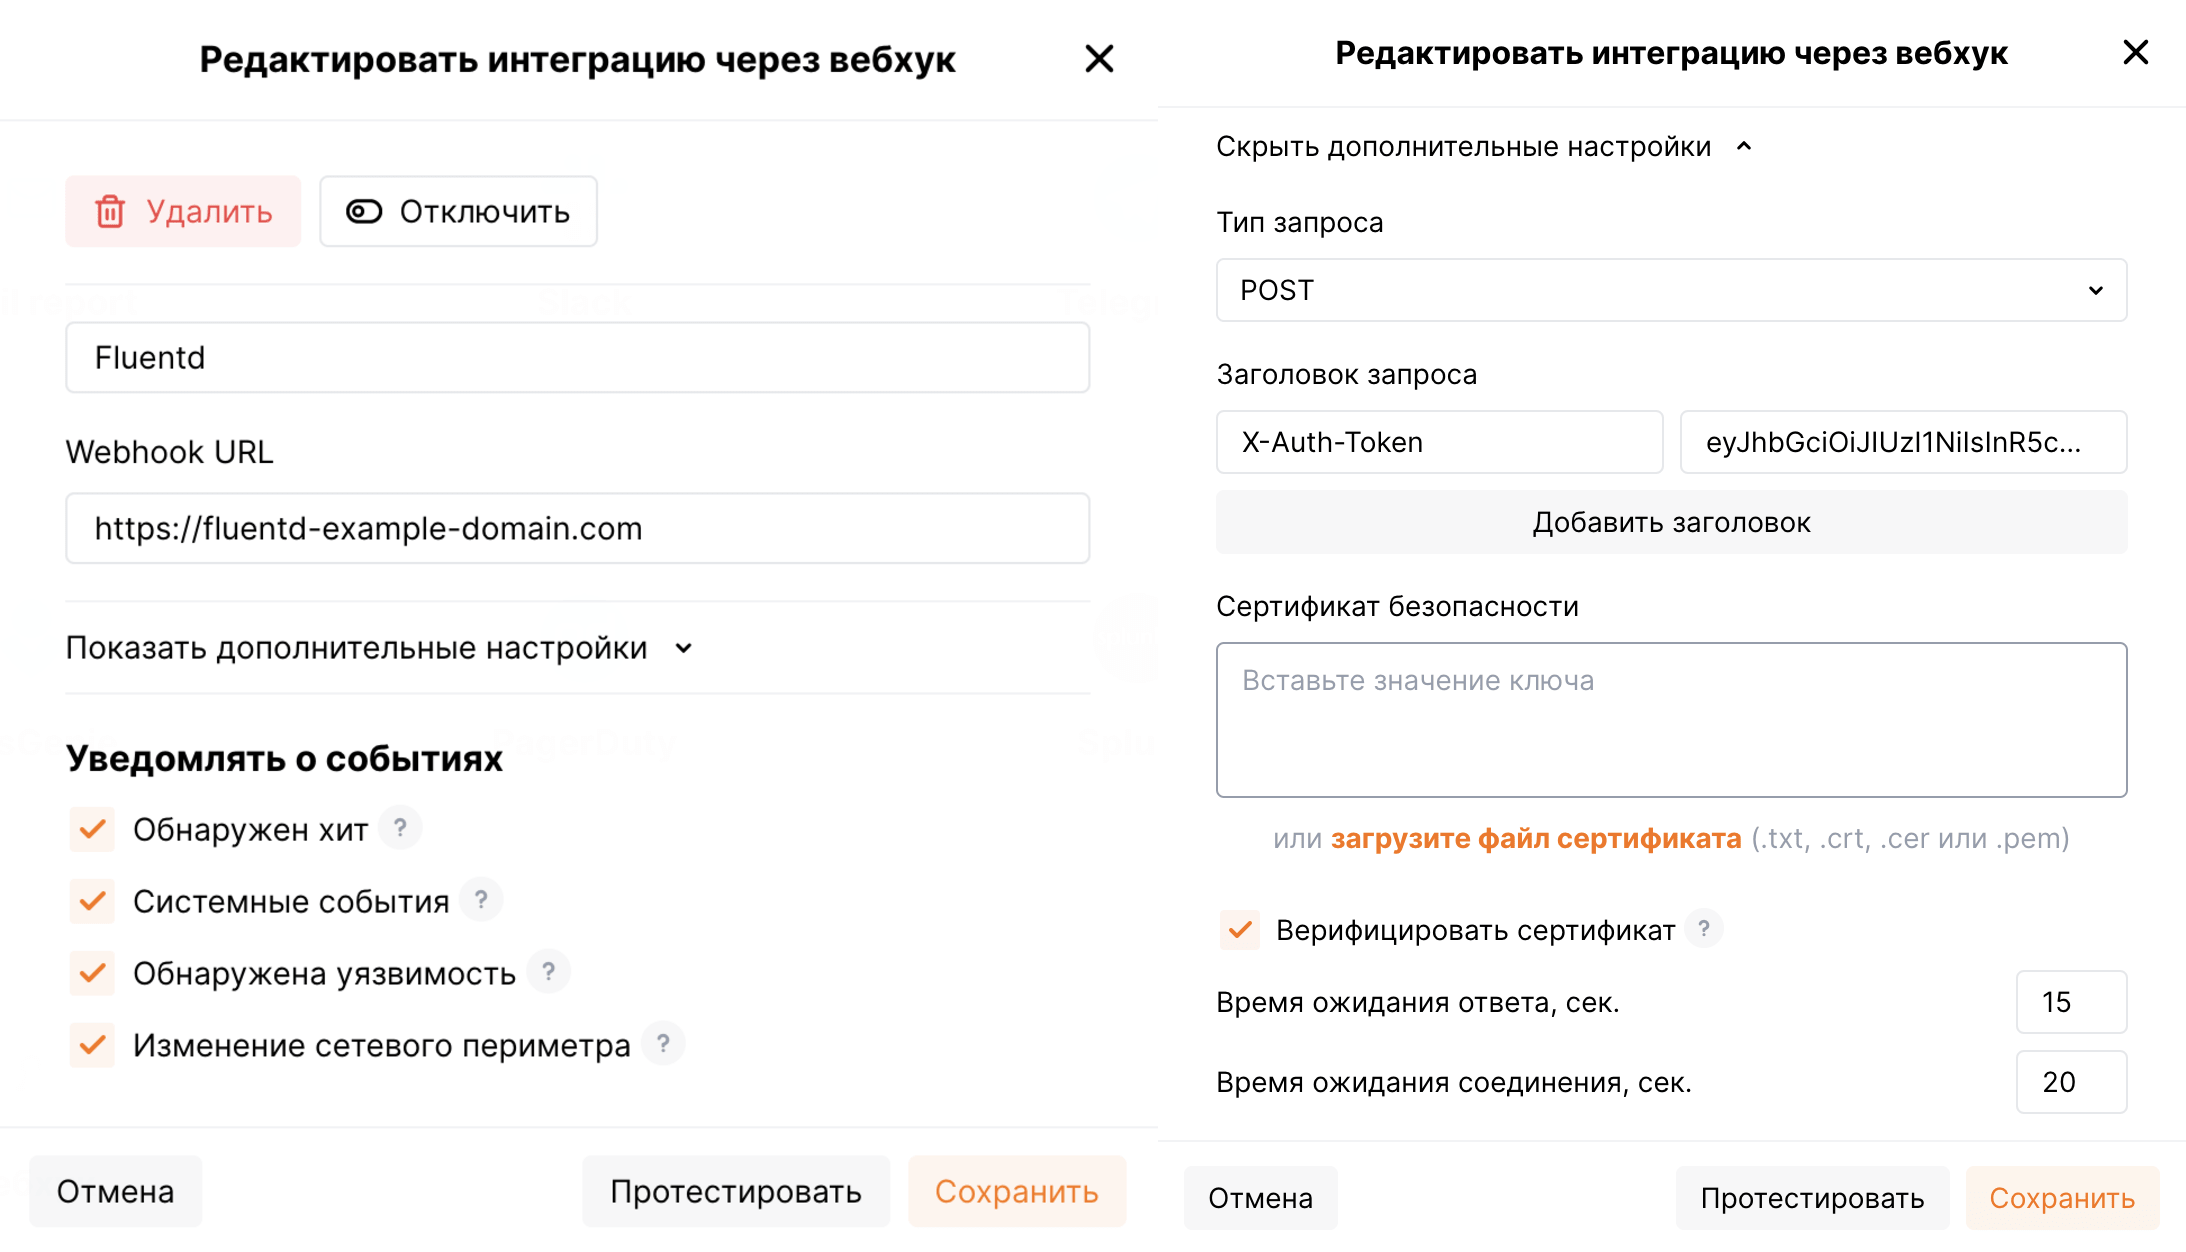 Редактировать интеграцию через вебхук
Удалить
Отключить
Fluentd
Webhook URL
https://fluentd-example-domain.com
Показать дополнительные настройки
Уведомлять о событиях
Обнаружен хит ?
Системные события ?
Обнаружена уязвимость ?
Изменение сетевого периметра ?
Отмена
Протестировать
Сохранить
Редактировать интеграцию через вебхук
Скрыть дополнительные настройки
Тип запроса
POST
Заголовок запроса
X-Auth-Token
eyJhbGciOiJIUzI1NiIsInR5c...
Добавить заголовок
Сертификат безопасности
Вставьте значение ключа
или загрузите файл сертификата (.txt, .crt, .cer или .pem)
Верифицировать сертификат ?
Время ожидания ответа, сек.
15
Время ожидания соединения, сек.
20
Отмена
Протестировать
Сохранить